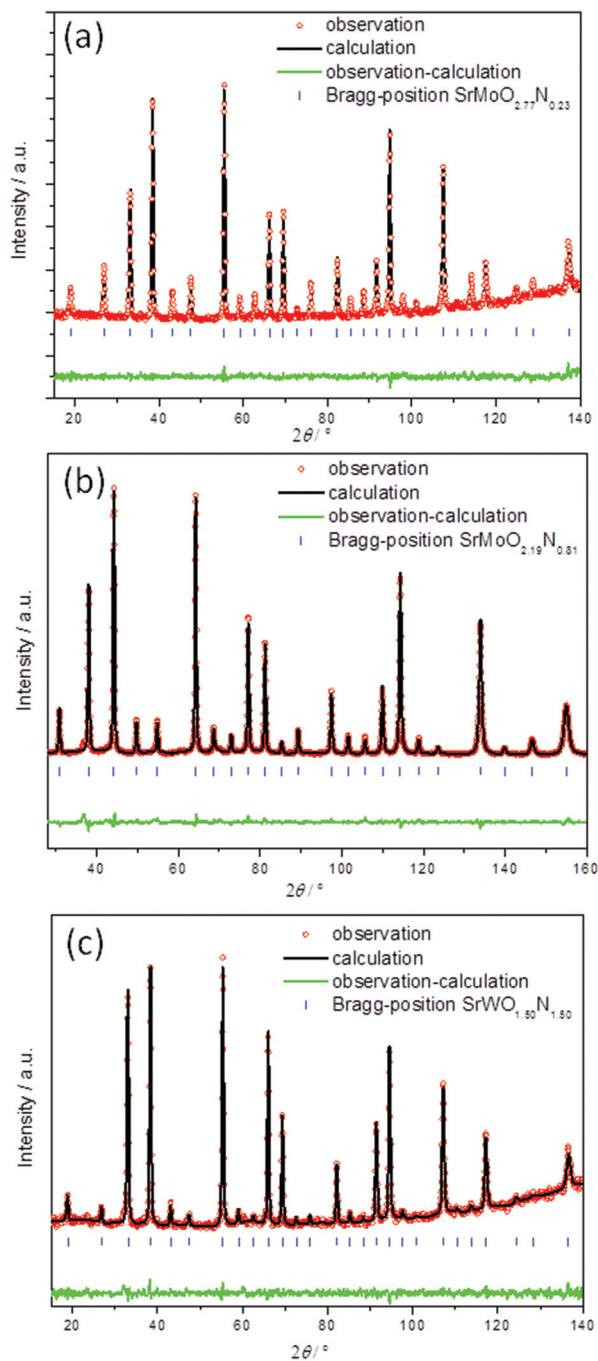 (a)
observation
calculation
observation-calculation
Bragg-position SrMoO2.77N0.23
Intensity / a.u.
20 40 60 80 100 120 140
2θ / °
(b)
observation
calculation
observation-calculation
Bragg-position SrMoO2.19N0.81
Intensity / a.u.
40 60 80 100 120 140 160
2θ / °
(c)
observation
calculation
observation-calculation
Bragg-position SrWO1.50N1.50
Intensity / a.u.
20 40 60 80 100 120 140
2θ / °